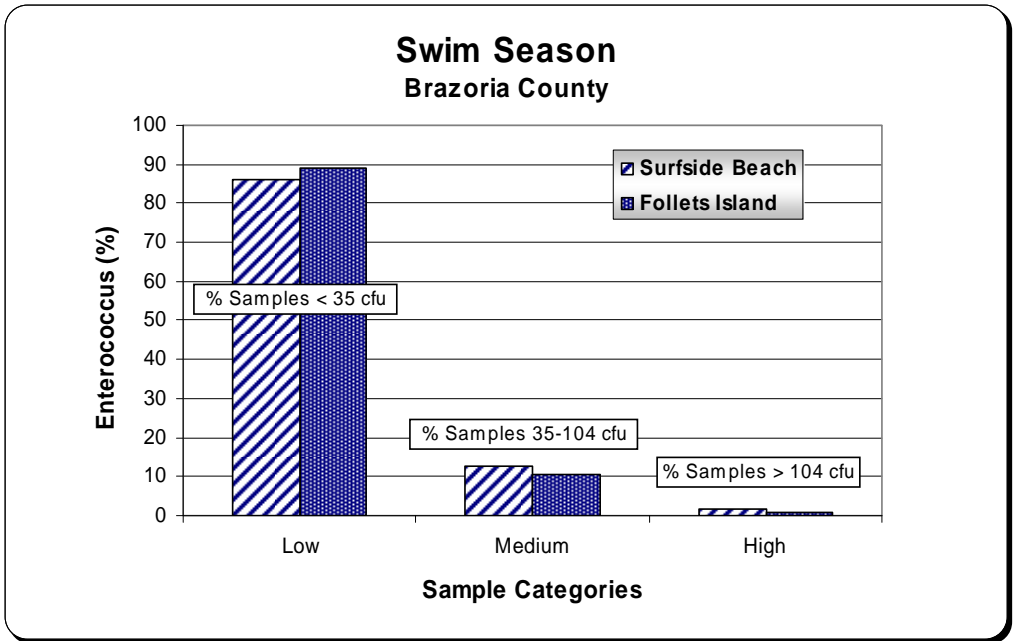 Swim Season
Brazoria County
100
90
80
70
60
50
40
30
20
10
0
Enterococcus (%)
Surfside Beach
Follets Island
% Samples < 35 cfu
% Samples 35-104 cfu
% Samples > 104 cfu
Low Medium High
Sample Categories